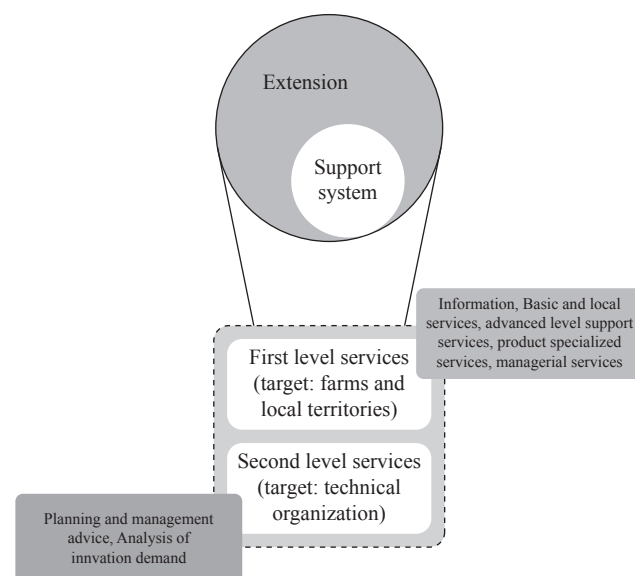 Extension
Support
system
Information, Basic and local
services, advanced level support
services, product specialized
services, managerial services
First level services
(target: farms and
local territories)
Second level services
(target: technical
organization)
Planning and management
advice, Analysis of
innvation demand